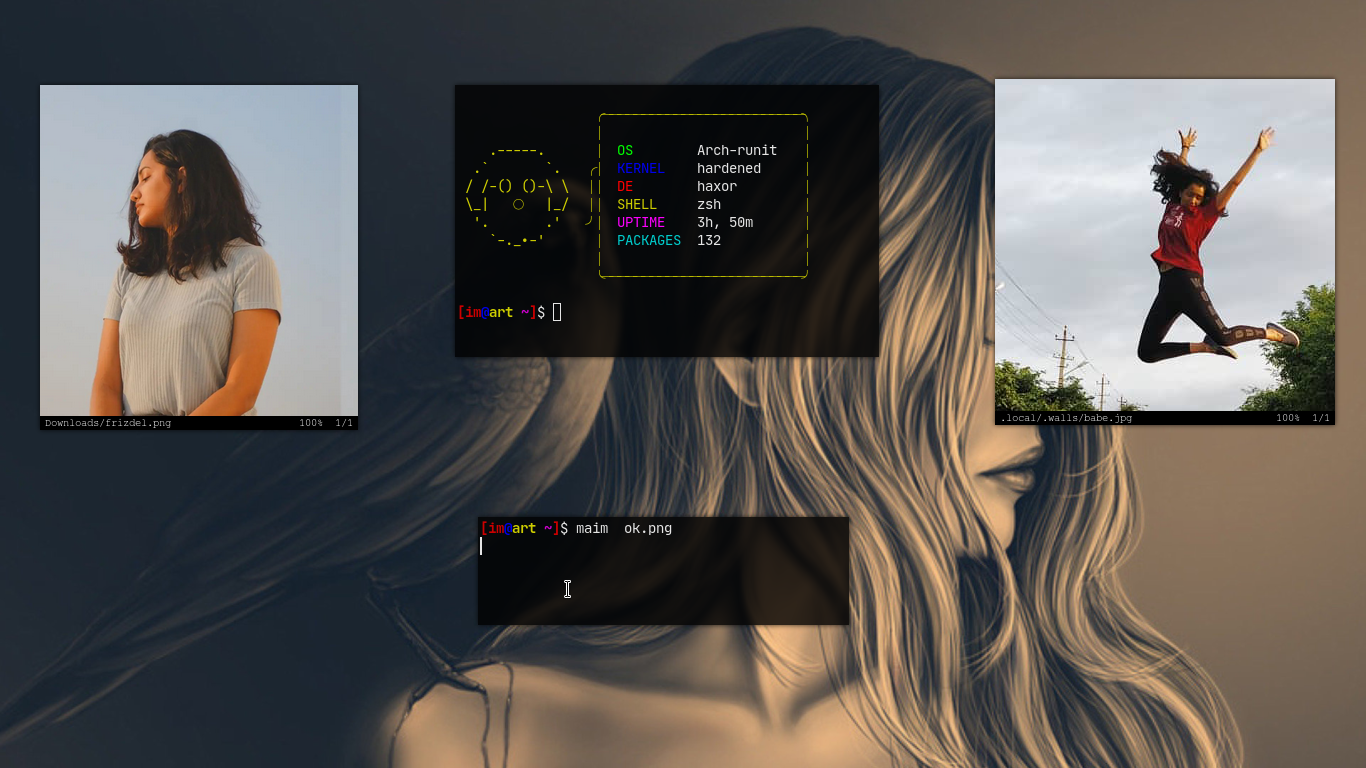 OS Arch-runit
KERNEL hardened
DE haxor
SHELL zsh
UPTIME 3h, 50m
PACKAGES 132
[im@art ~]$
Downloads/frizdel.png 100% 1/1
.local/.walls/babe.jpg 100% 1/1
[im@art ~]$ maim  ok.png